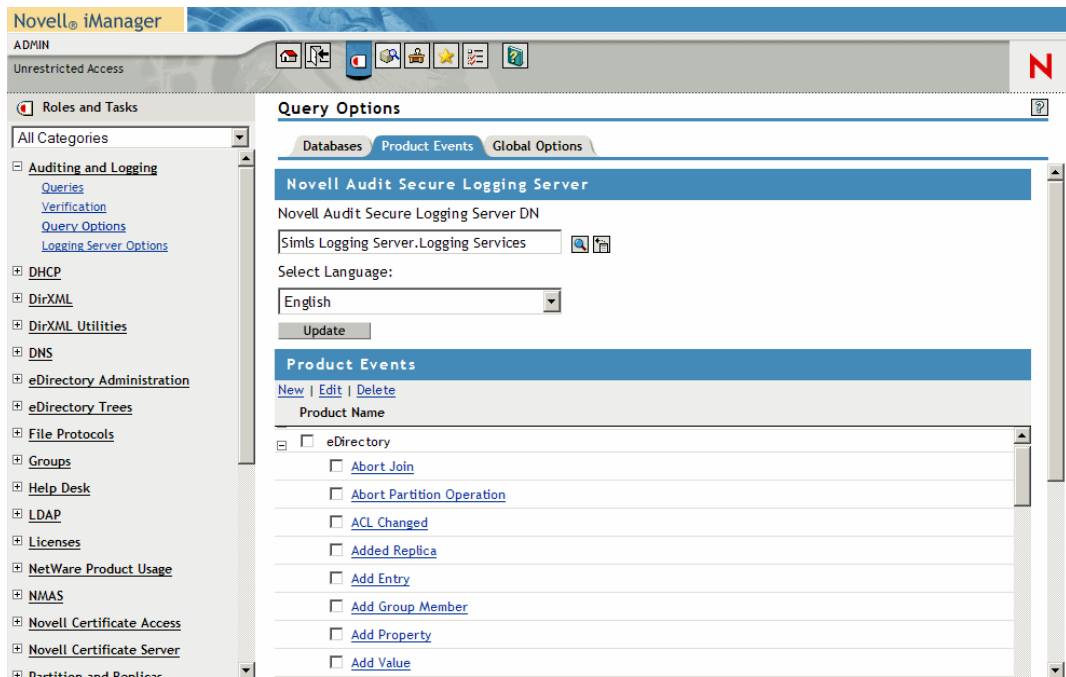 Novell® iManager
ADMIN
Unrestricted Access
N
Roles and Tasks
All Categories
Auditing and Logging
Queries
Verification
Query Options
Logging Server Options
DHCP
DirXML
DirXML Utilities
DNS
eDirectory Administration
eDirectory Trees
File Protocols
Groups
Help Desk
LDAP
Licenses
NetWare Product Usage
NMAS
Novell Certificate Access
Novell Certificate Server
Partition and Replicas
Query Options
?
Databases Product Events Global Options
Novell Audit Secure Logging Server
Novell Audit Secure Logging Server DN
Simls Logging Server.Logging Services
Select Language:
English
Update
Product Events
New | Edit | Delete
Product Name
eDirectory
Abort Join
Abort Partition Operation
ACL Changed
Added Replica
Add Entry
Add Group Member
Add Property
Add Value